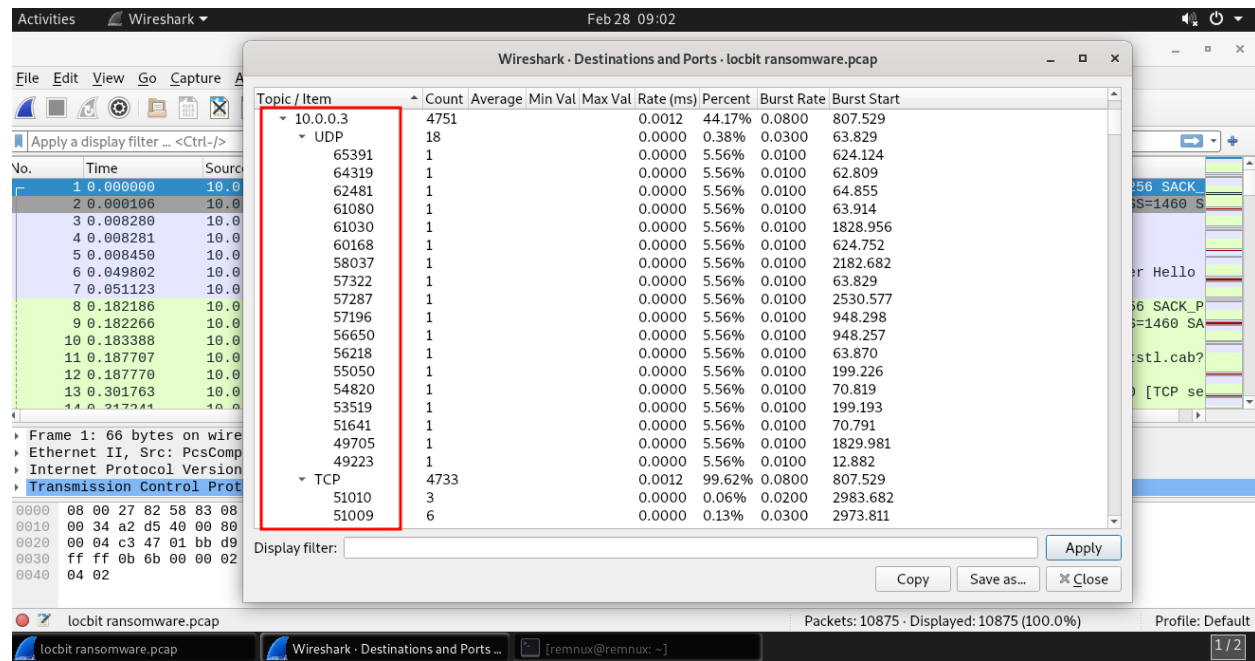 Activities Wireshark Feb 28 09:02
Wireshark · Destinations and Ports · locbit ransomware.pcap
File Edit View Go Capture A
Apply a display filter ... <Ctrl-/>
No. Time Sourc
1 0.000000 10.0 256 SACK_
2 0.000106 10.0 SS=1460 S
3 0.008280 10.0
4 0.008281 10.0
5 0.008450 10.0
6 0.049802 10.0 er Hello
7 0.051123 10.0
8 0.182186 10.0 56 SACK_P
9 0.182266 10.0 S=1460 SA
10 0.183388 10.0
11 0.187707 10.0 tstl.cab?
12 0.187770 10.0
13 0.301763 10.0 0 [TCP se
14 0.317241 10.0
Frame 1: 66 bytes on wire
Ethernet II, Src: PcsComp
Internet Protocol Version
Transmission Control Prot
0000 08 00 27 82 58 83 08
0010 00 34 a2 d5 40 00 80
0020 00 04 c3 47 01 bb d9
0030 ff ff 0b 6b 00 00 02
0040 04 02
Topic / Item Count Average Min Val Max Val Rate (ms) Percent Burst Rate Burst Start
10.0.0.3 4751 0.0012 44.17% 0.0800 807.529
UDP 18 0.0000 0.38% 0.0300 63.829
65391 1 0.0000 5.56% 0.0100 624.124
64319 1 0.0000 5.56% 0.0100 62.809
62481 1 0.0000 5.56% 0.0100 64.855
61080 1 0.0000 5.56% 0.0100 63.914
61030 1 0.0000 5.56% 0.0100 1828.956
60168 1 0.0000 5.56% 0.0100 624.752
58037 1 0.0000 5.56% 0.0100 2182.682
57322 1 0.0000 5.56% 0.0100 63.829
57287 1 0.0000 5.56% 0.0100 2530.577
57196 1 0.0000 5.56% 0.0100 948.298
56650 1 0.0000 5.56% 0.0100 948.257
56218 1 0.0000 5.56% 0.0100 63.870
55050 1 0.0000 5.56% 0.0100 199.226
54820 1 0.0000 5.56% 0.0100 70.819
53519 1 0.0000 5.56% 0.0100 199.193
51641 1 0.0000 5.56% 0.0100 70.791
49705 1 0.0000 5.56% 0.0100 1829.981
49223 1 0.0000 5.56% 0.0100 12.882
TCP 4733 0.0012 99.62% 0.0800 807.529
51010 3 0.0000 0.06% 0.0200 2983.682
51009 6 0.0000 0.13% 0.0300 2973.811
Display filter: Apply
Copy Save as... Close
locbit ransomware.pcap Packets: 10875 · Displayed: 10875 (100.0%) Profile: Default
locbit ransomware.pcap Wireshark · Destinations and Ports ... [remnux@remnux: ~] 1 / 2